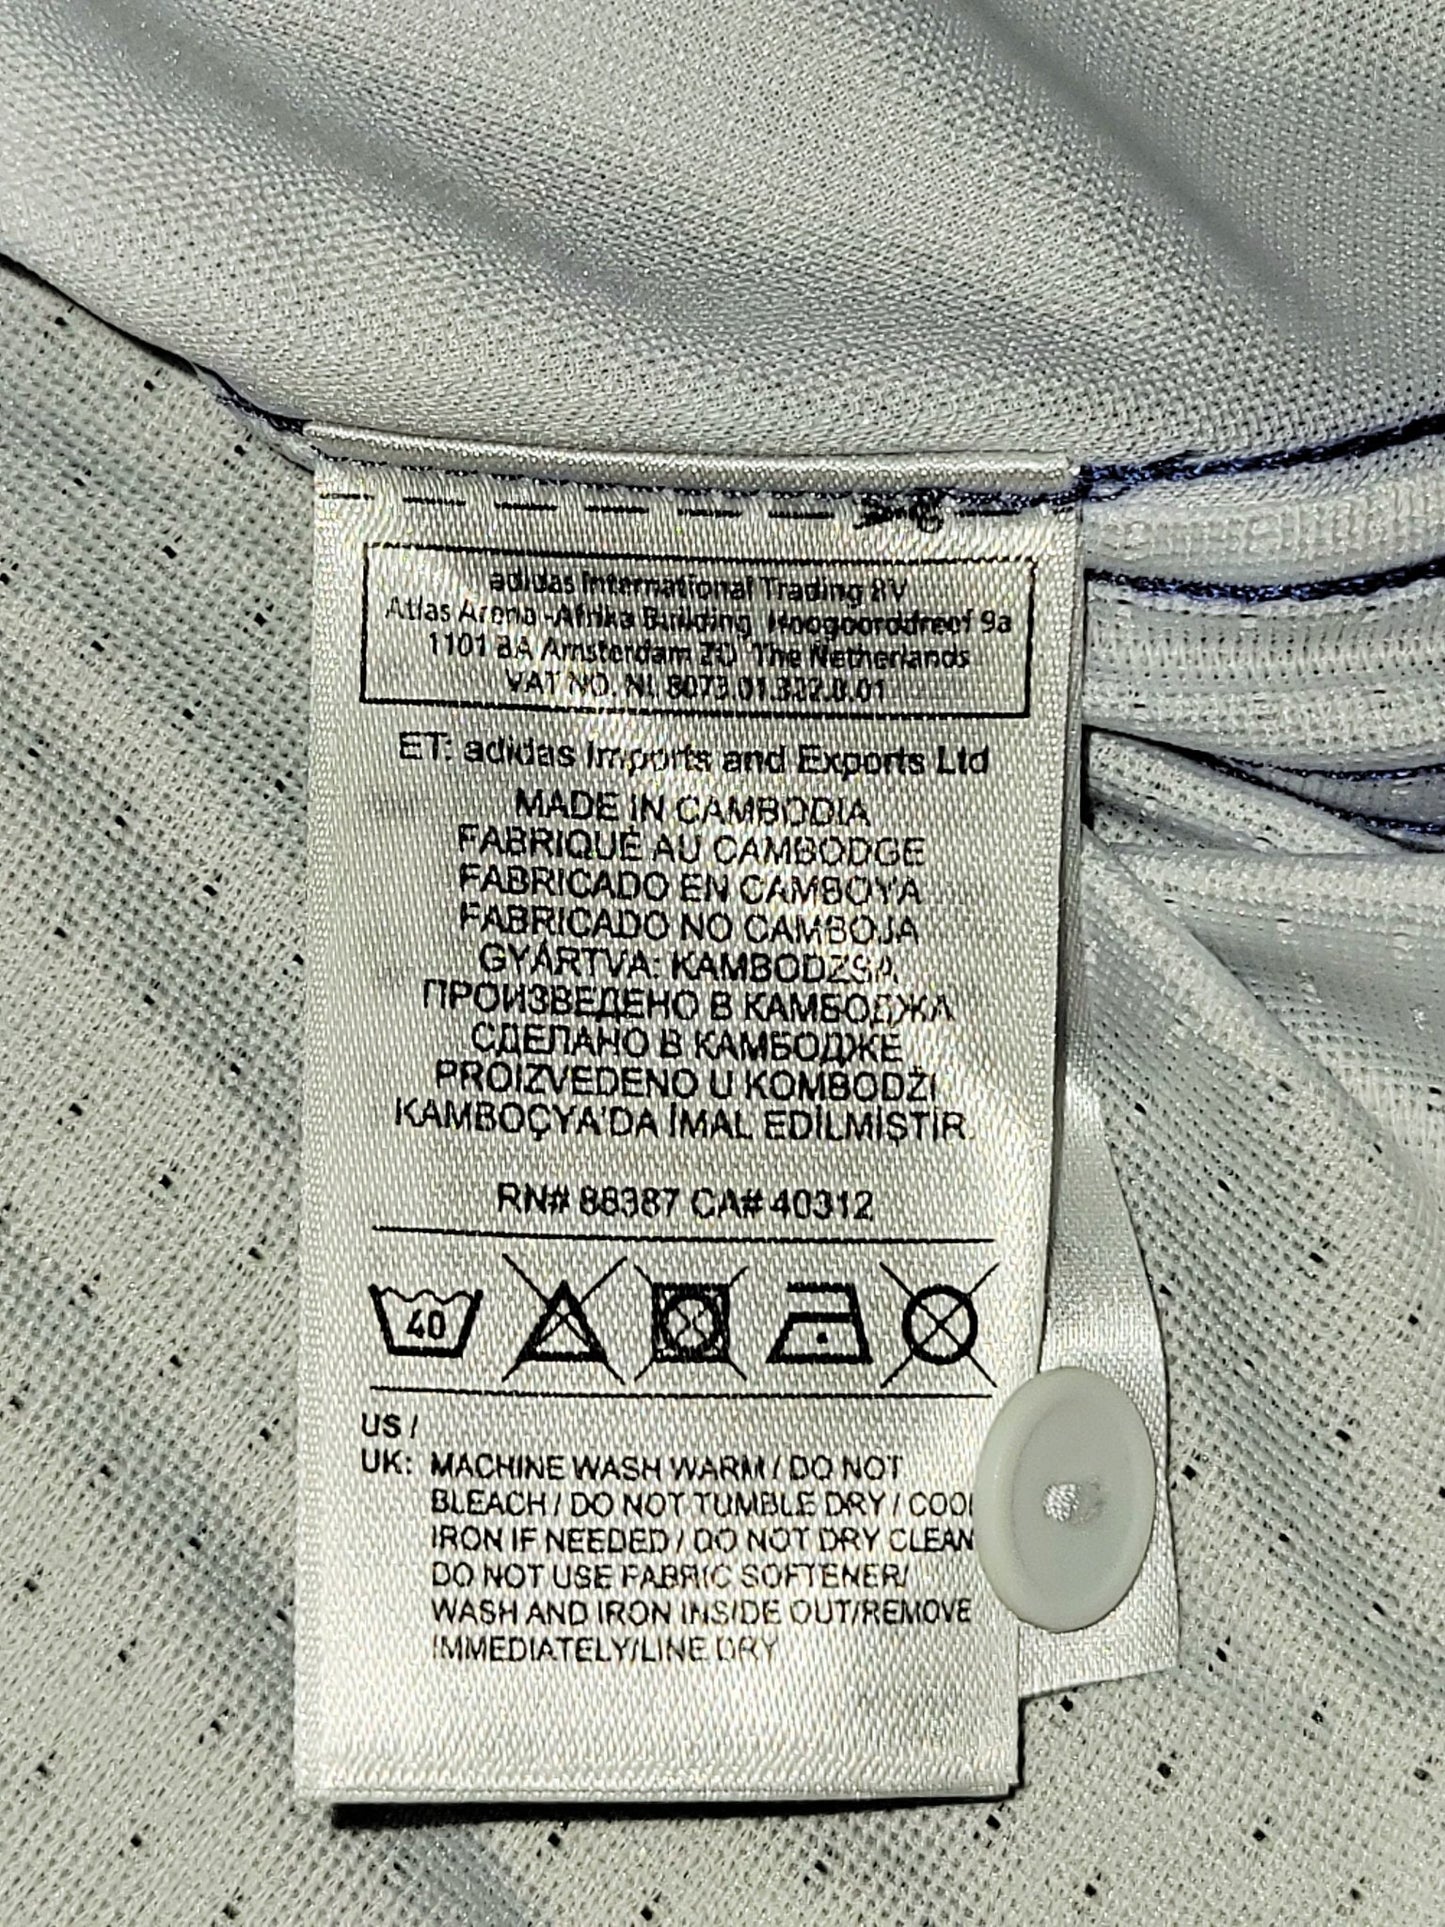 adidas International Trading BV
Atlas Arena -Afrika Building Hoogoorddreef 9a
1101 BA Amsterdam ZO The Netherlands
VAT NO. NL 8073.01.332.B.01
ET: adidas Imports and Exports Ltd
MADE IN CAMBODIA
FABRIQUÉ AU CAMBODGE
FABRICADO EN CAMBOYA
FABRICADO NO CAMBOJA
GYÁRTVA: KAMBODZSA
ПРОИЗВЕДЕНО В КАМБОДЖА
СДЕЛАНО В КАМБОДЖЕ
PROIZVEDENO U KOMBODŽI
KAMBOÇYA'DA İMAL EDİLMİŞTİR.
RN# 88387 CA# 40312
40
US /
UK: MACHINE WASH WARM / DO NOT
BLEACH / DO NOT TUMBLE DRY / COOL
IRON IF NEEDED / DO NOT DRY CLEAN
DO NOT USE FABRIC SOFTENER/
WASH AND IRON INSIDE OUT/REMOVE
IMMEDIATELY/LINE DRY